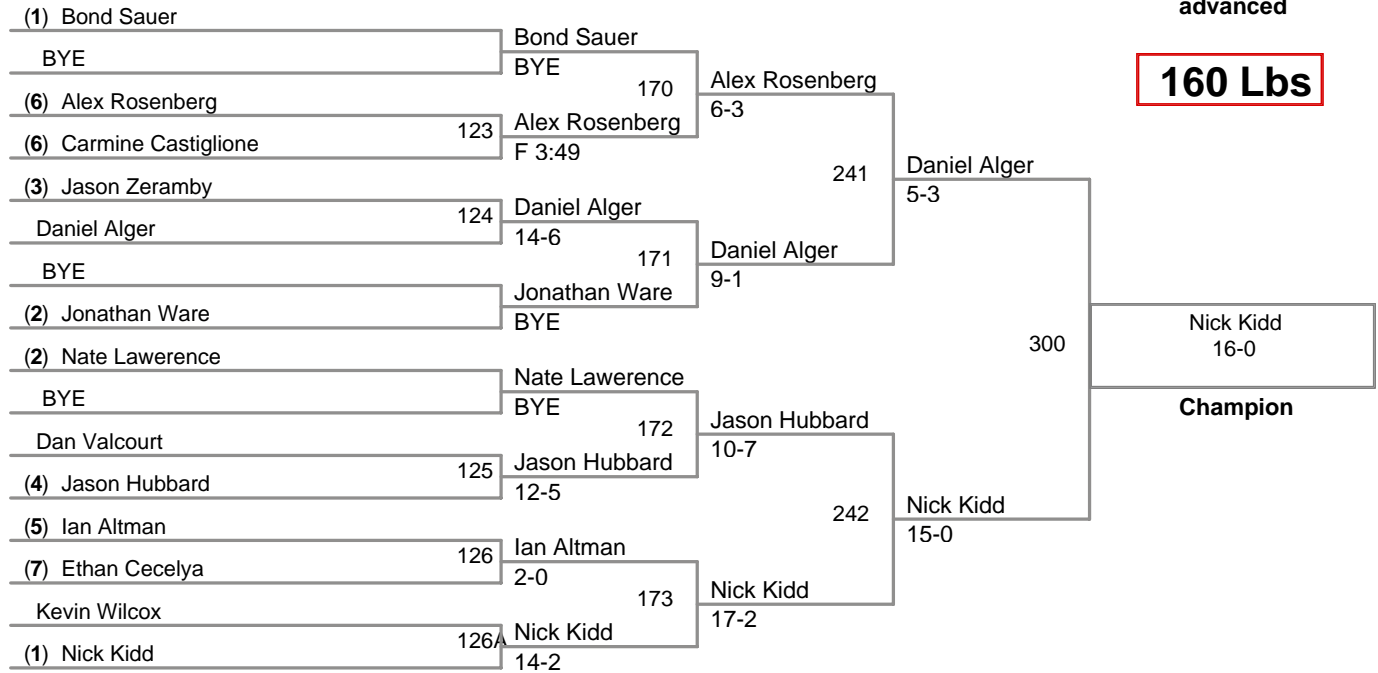 advanced
160 Lbs
(1) Bond Sauer
BYE
(6) Alex Rosenberg
(6) Carmine Castiglione
(3) Jason Zeramby
Daniel Alger
BYE
(2) Jonathan Ware
(2) Nate Lawerence
BYE
Dan Valcourt
(4) Jason Hubbard
(5) Ian Altman
(7) Ethan Cecelya
Kevin Wilcox
(1) Nick Kidd
123
124
125
126
126A
Bond Sauer
BYE
Alex Rosenberg
F 3:49
Daniel Alger
14-6
Jonathan Ware
BYE
Nate Lawerence
BYE
Jason Hubbard
12-5
Ian Altman
2-0
Nick Kidd
14-2
170
171
172
173
Alex Rosenberg
6-3
Daniel Alger
9-1
Jason Hubbard
10-7
Nick Kidd
17-2
241
242
Daniel Alger
5-3
Nick Kidd
15-0
300
Nick Kidd
16-0
Champion